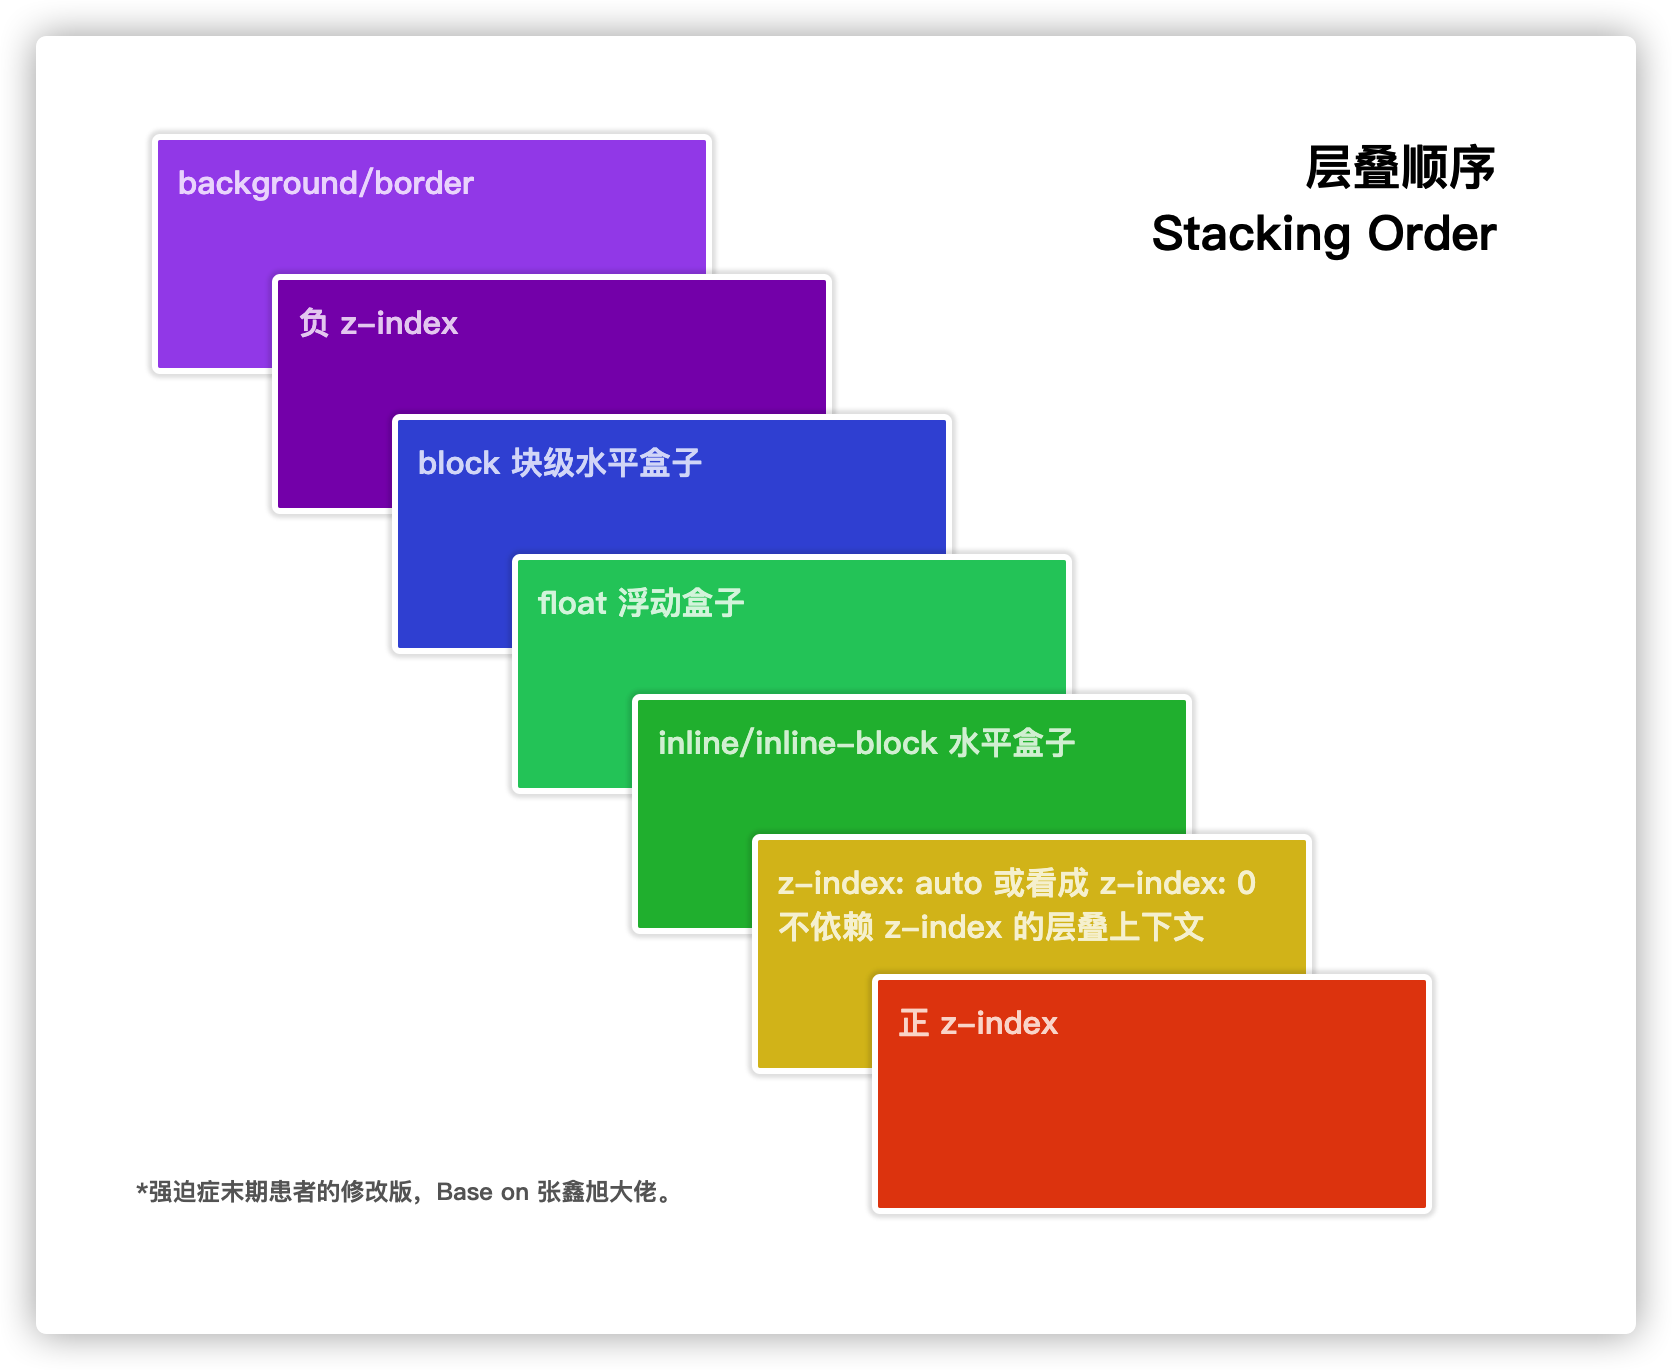 层叠顺序
Stacking Order
background/border
负 z-index
block 块级水平盒子
float 浮动盒子
inline/inline-block 水平盒子
z-index: auto 或看成 z-index: 0
不依赖 z-index 的层叠上下文
正 z-index
*强迫症末期患者的修改版，Base on 张鑫旭大佬。